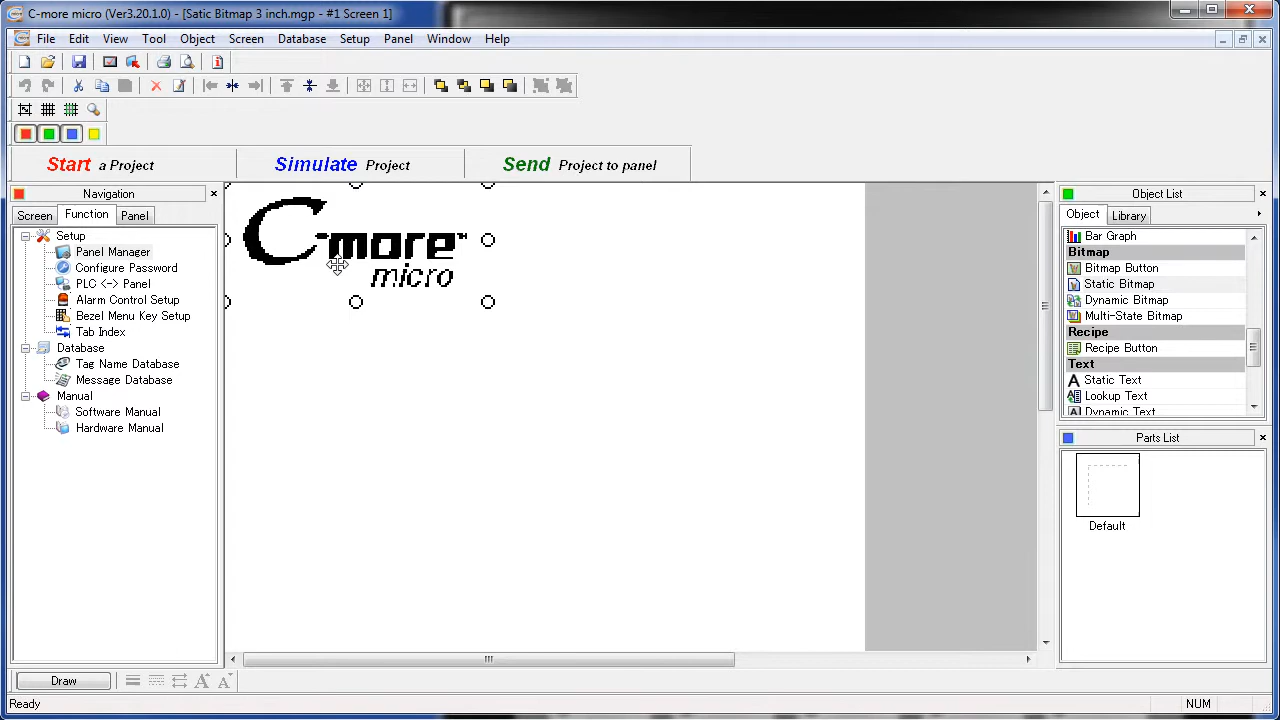 C-more micro (Ver3.20.1.0) - [Satic Bitmap 3 inch.mgp - #1 Screen 1]
File Edit View Tool Object Screen Database Setup Panel Window Help
Start a Project Simulate Project Send Project to panel
Navigation
Screen Function Panel
Setup
Panel Manager
Configure Password
PLC <-> Panel
Alarm Control Setup
Bezel Menu Key Setup
Tab Index
Database
Tag Name Database
Message Database
Manual
Software Manual
Hardware Manual
C-more™
micro
Object List
Object Library
Bar Graph
Bitmap
Bitmap Button
Static Bitmap
Dynamic Bitmap
Multi-State Bitmap
Recipe
Recipe Button
Text
Static Text
Lookup Text
Dynamic Text
Parts List
Default
Draw
Ready
NUM